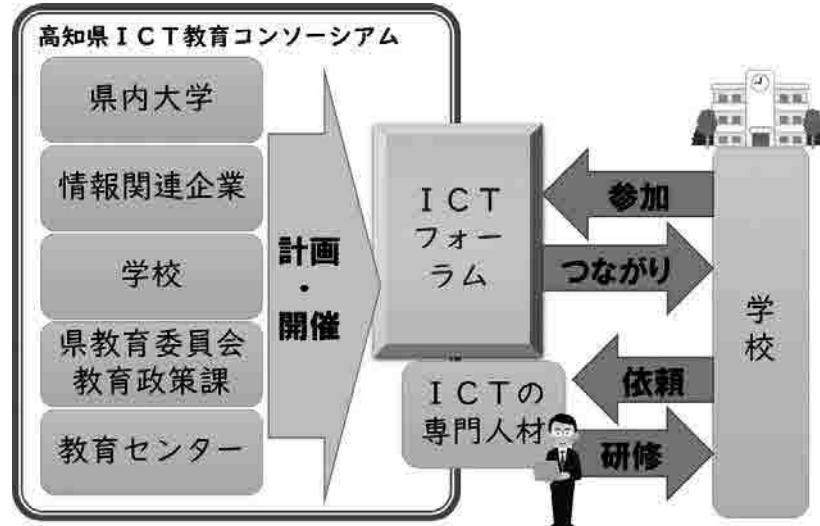 高知県ＩＣＴ教育コンソーシアム
県内大学
情報関連企業
学校
県教育委員会
教育政策課
教育センター
計画
・
開催
ＩＣＴ
フォー
ラム
ＩＣＴの
専門人材
参加
つながり
依頼
研修
学
校